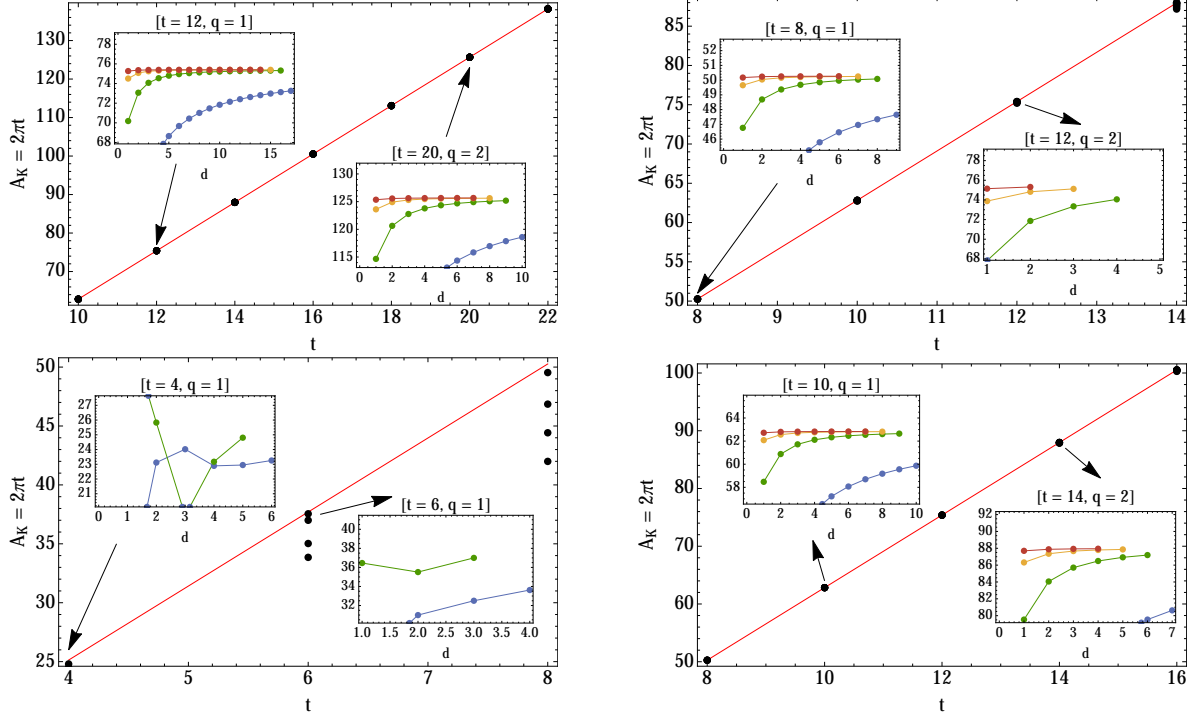 [t = 12, q = 1]
78
76
74
72
70
68
0 5 10 15
d
[t = 20, q = 2]
130
125
120
115
0 2 4 6 8 10
d
130
120
110
100
90
80
70
A_K = 2πt
10 12 14 16 18 20 22
t
[t = 8, q = 1]
52
51
50
49
48
47
46
0 2 4 6 8
d
[t = 12, q = 2]
78
76
74
72
70
68
1 2 3 4 5
d
85
80
75
70
65
60
55
50
A_K = 2πt
8 9 10 11 12 13 14
t
[t = 4, q = 1]
27
26
25
24
23
22
21
0 1 2 3 4 5 6
d
[t = 6, q = 1]
40
38
36
34
32
1.0 1.5 2.0 2.5 3.0 3.5 4.0
d
50
45
40
35
30
25
A_K = 2πt
4 5 6 7 8
t
[t = 10, q = 1]
64
62
60
58
0 2 4 6 8 10
d
[t = 14, q = 2]
92
90
88
86
84
82
80
0 1 2 3 4 5 6 7
d
100
90
80
70
60
50
A_K = 2πt
8 10 12 14 16
t